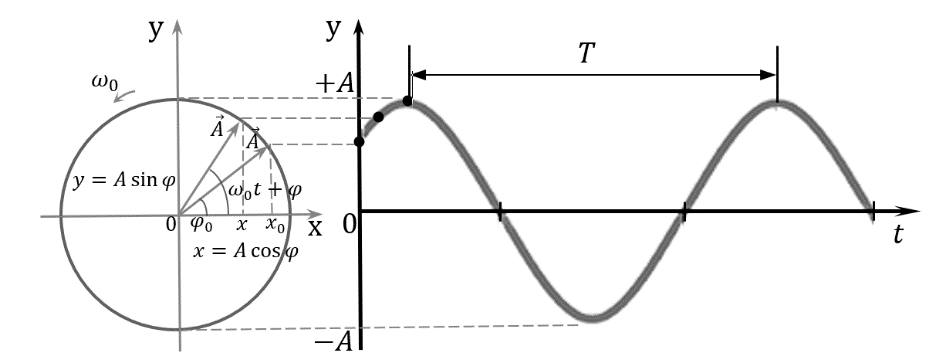 y
ω₀
A⃗
A⃗
y = A sin φ
ω₀t + φ
0
φ₀
x
x₀
x
x = A cos φ
y
+A
T
0
t
−A